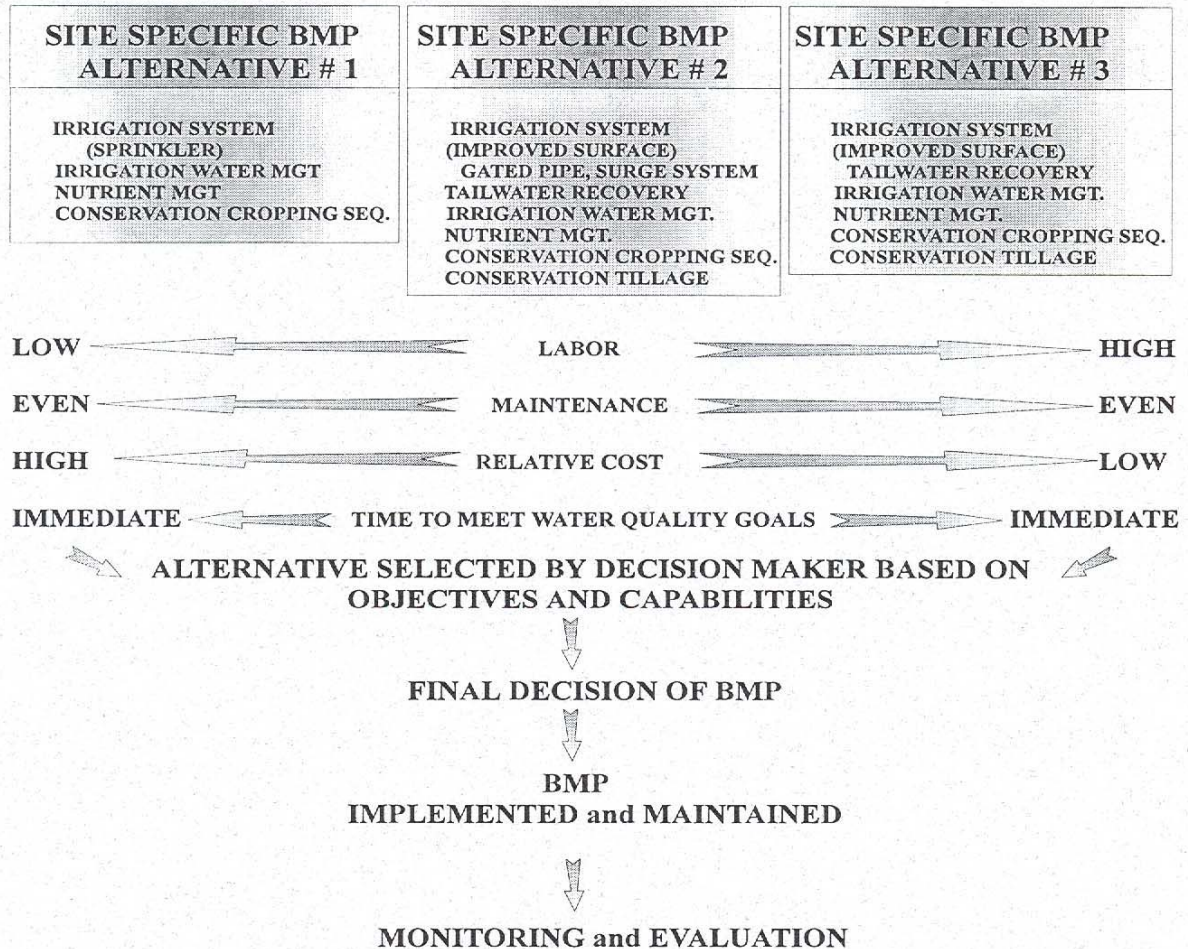 SITE SPECIFIC BMP
ALTERNATIVE # 1
IRRIGATION SYSTEM
(SPRINKLER)
IRRIGATION WATER MGT
NUTRIENT MGT
CONSERVATION CROPPING SEQ.
SITE SPECIFIC BMP
ALTERNATIVE # 2
IRRIGATION SYSTEM
(IMPROVED SURFACE)
GATED PIPE, SURGE SYSTEM
TAILWATER RECOVERY
IRRIGATION WATER MGT.
NUTRIENT MGT.
CONSERVATION CROPPING SEQ.
CONSERVATION TILLAGE
SITE SPECIFIC BMP
ALTERNATIVE # 3
IRRIGATION SYSTEM
(IMPROVED SURFACE)
TAILWATER RECOVERY
IRRIGATION WATER MGT.
NUTRIENT MGT.
CONSERVATION CROPPING SEQ.
CONSERVATION TILLAGE
LOW LABOR HIGH
EVEN MAINTENANCE EVEN
HIGH RELATIVE COST LOW
IMMEDIATE TIME TO MEET WATER QUALITY GOALS IMMEDIATE
ALTERNATIVE SELECTED BY DECISION MAKER BASED ON
OBJECTIVES AND CAPABILITIES
FINAL DECISION OF BMP
BMP
IMPLEMENTED and MAINTAINED
MONITORING and EVALUATION